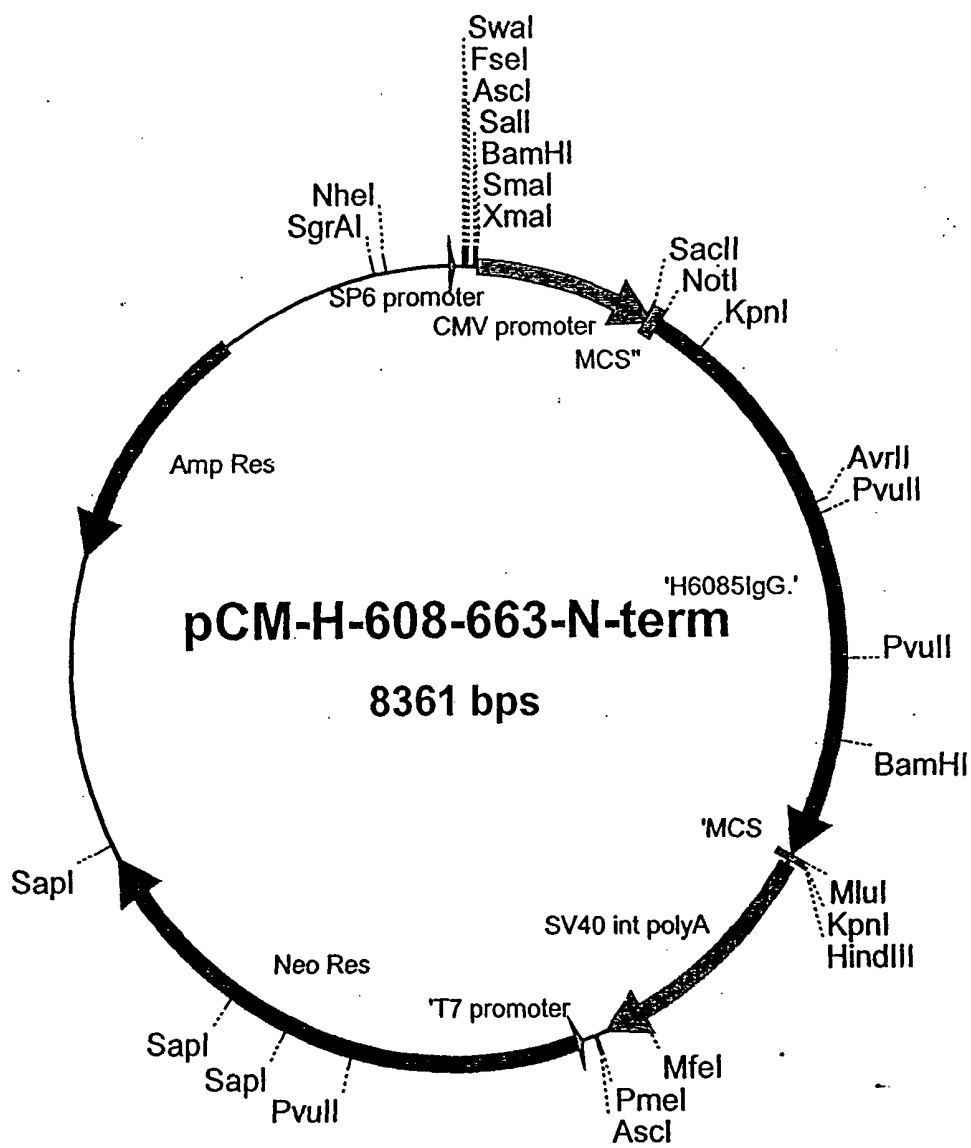 SwaI
FseI
AscI
SalI
BamHI
SmaI
XmaI
NheI
SgrAI
SacII
NotI
KpnI
SP6 promoter
CMV promoter
MCS"
Amp Res
AvrII
PvuII
'H6085IgG.'
pCM-H-608-663-N-term
8361 bps
PvuII
BamHI
'MCS
SapI
MluI
KpnI
HindIII
SV40 int polyA
Neo Res
'T7 promoter
SapI
SapI
PvuII
MfeI
PmeI
AscI